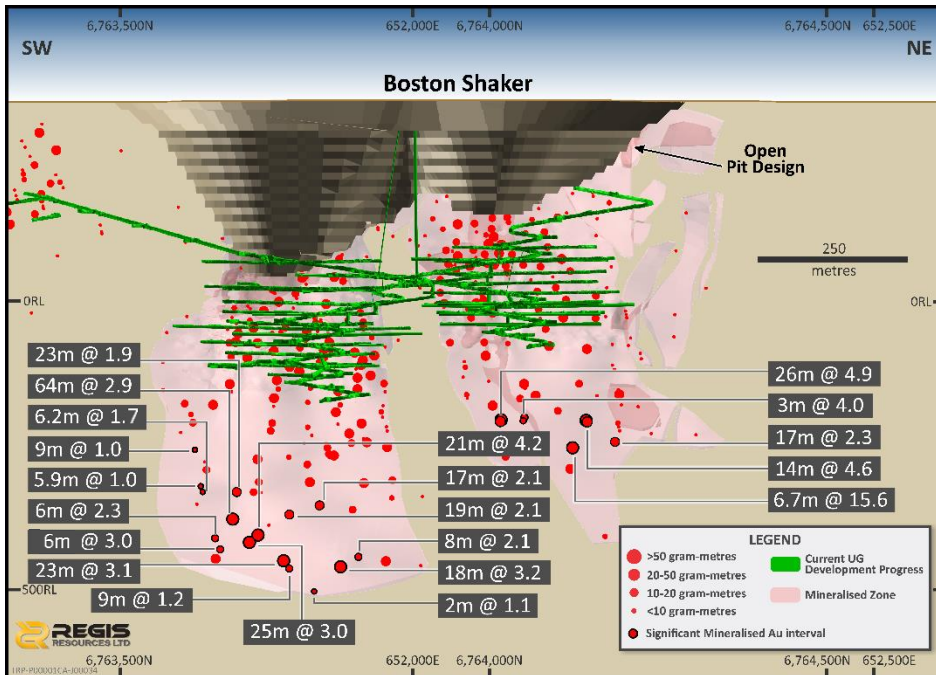 6,763,500N 652,000E 6,764,000N 6,764,500N 652,500E
SW NE
Boston Shaker
Open
Pit Design
250
metres
0RL 0RL
23m @ 1.9
64m @ 2.9
6.2m @ 1.7
9m @ 1.0
5.9m @ 1.0
6m @ 2.3
6m @ 3.0
23m @ 3.1
9m @ 1.2
25m @ 3.0
21m @ 4.2
17m @ 2.1
19m @ 2.1
8m @ 2.1
18m @ 3.2
2m @ 1.1
26m @ 4.9
3m @ 4.0
17m @ 2.3
14m @ 4.6
6.7m @ 15.6
LEGEND
>50 gram-metres
20-50 gram-metres
10-20 gram-metres
<10 gram-metres
Current UG
Development Progress
Mineralised Zone
Significant Mineralised Au interval
REGIS
RESOURCES LTD
6,763,500N 652,000E 6,764,000N 6,764,500N 652,500E